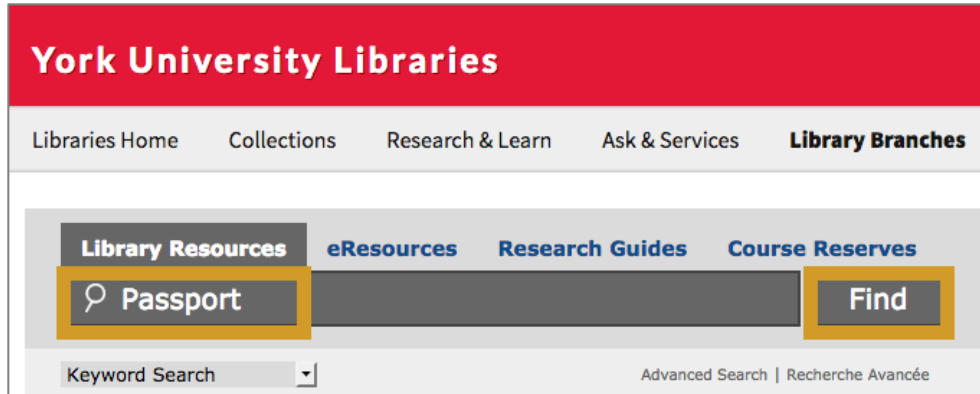 York University Libraries
Libraries Home Collections Research & Learn Ask & Services Library Branches
Library Resources eResources Research Guides Course Reserves
Passport Find
Keyword Search Advanced Search | Recherche Avancée